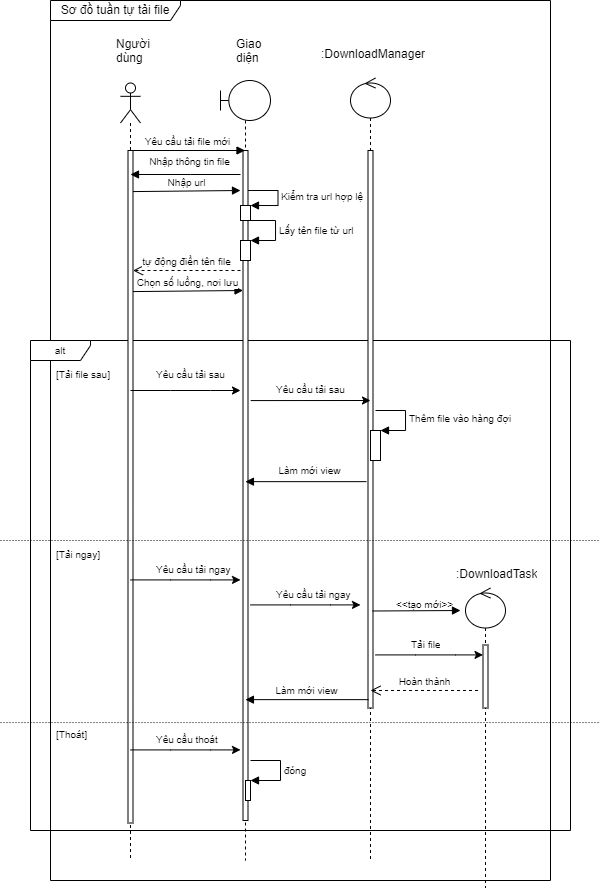 Sơ đồ tuần tự tải file
Người
dùng
Giao
diện
:DownloadManager
Yêu cầu tải file mới
Nhập thông tin file
Nhập url
Kiểm tra url hợp lệ
Lấy tên file từ url
tự động điền tên file
Chọn số luồng, nơi lưu
alt
[Tải file sau]
Yêu cầu tải sau
Yêu cầu tải sau
Thêm file vào hàng đợi
Làm mới view
[Tải ngay]
Yêu cầu tải ngay
Yêu cầu tải ngay
:DownloadTask
<<tạo mới>>
Tải file
Hoàn thành
Làm mới view
[Thoát]
Yêu cầu thoát
đóng